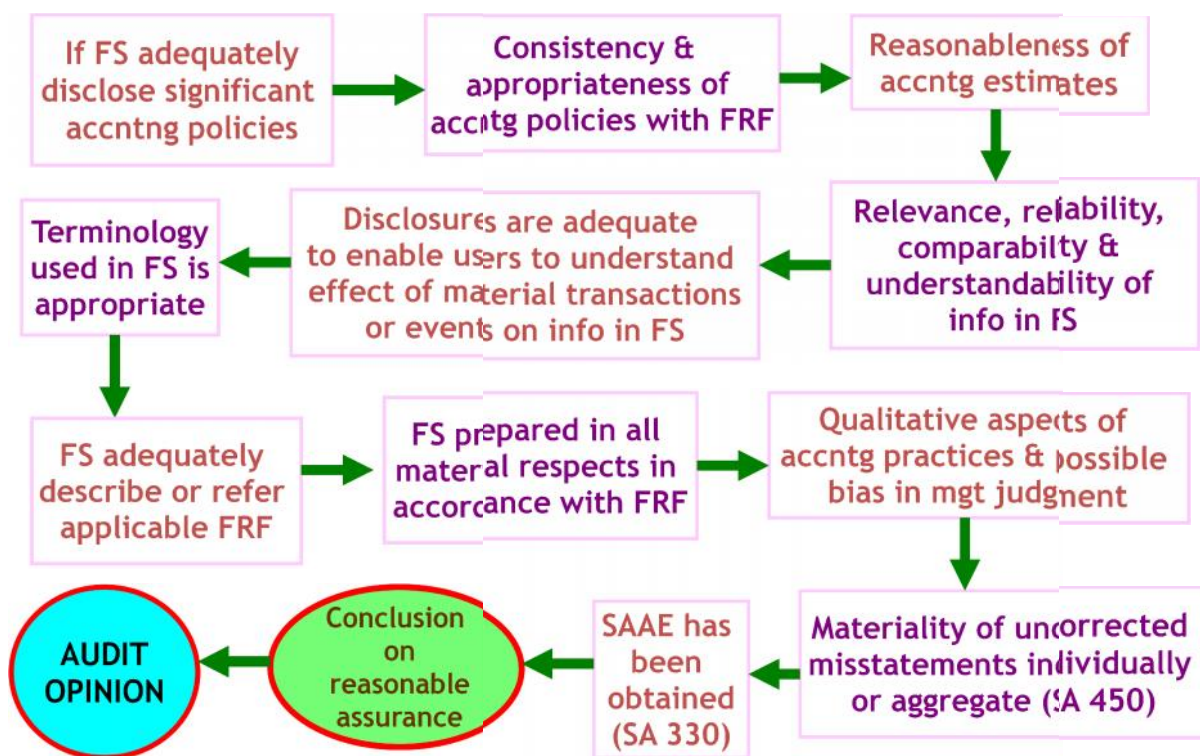 If FS adequately
disclose significant
accntng policies
Consistency &
appropriateness of
accntg policies with FRF
Reasonableness of
accntg estimates
Relevance, reliability,
comparability &
understandability of
info in FS
Disclosures are adequate
to enable users to understand
effect of material transactions
or events on info in FS
Terminology
used in FS is
appropriate
FS adequately
describe or refer
applicable FRF
FS prepared in all
material respects in
accordance with FRF
Qualitative aspects of
accntg practices & possible
bias in mgt judgment
Materiality of uncorrected
misstatements individually
or aggregate (SA 450)
SAAE has
been
obtained
(SA 330)
Conclusion
on
reasonable
assurance
AUDIT
OPINION